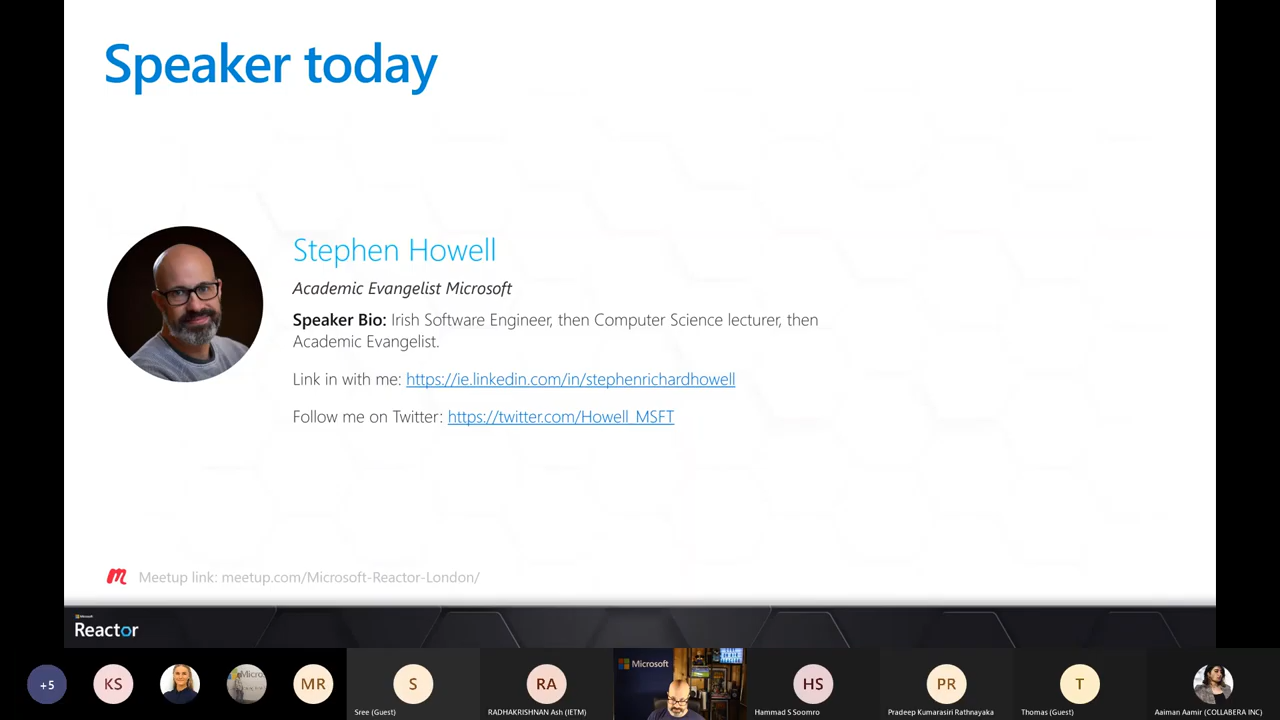 Speaker today
Stephen Howell
Academic Evangelist Microsoft
Speaker Bio: Irish Software Engineer, then Computer Science lecturer, then
Academic Evangelist.
Link in with me: https://ie.linkedin.com/in/stephenrichardhowell
Follow me on Twitter: https://twitter.com/Howell_MSFT
Meetup link: meetup.com/Microsoft-Reactor-London/
Microsoft
Reactor
+5
KS
MR
S
RA
Microsoft
HS
PR
T
Sree (Guest)
RADHAKRISHNAN Ash (IETM)
Hammad S Soomro
Pradeep Kumarasiri Rathnayaka
Thomas (Guest)
Aaiman Aamir (COLLABERA INC)